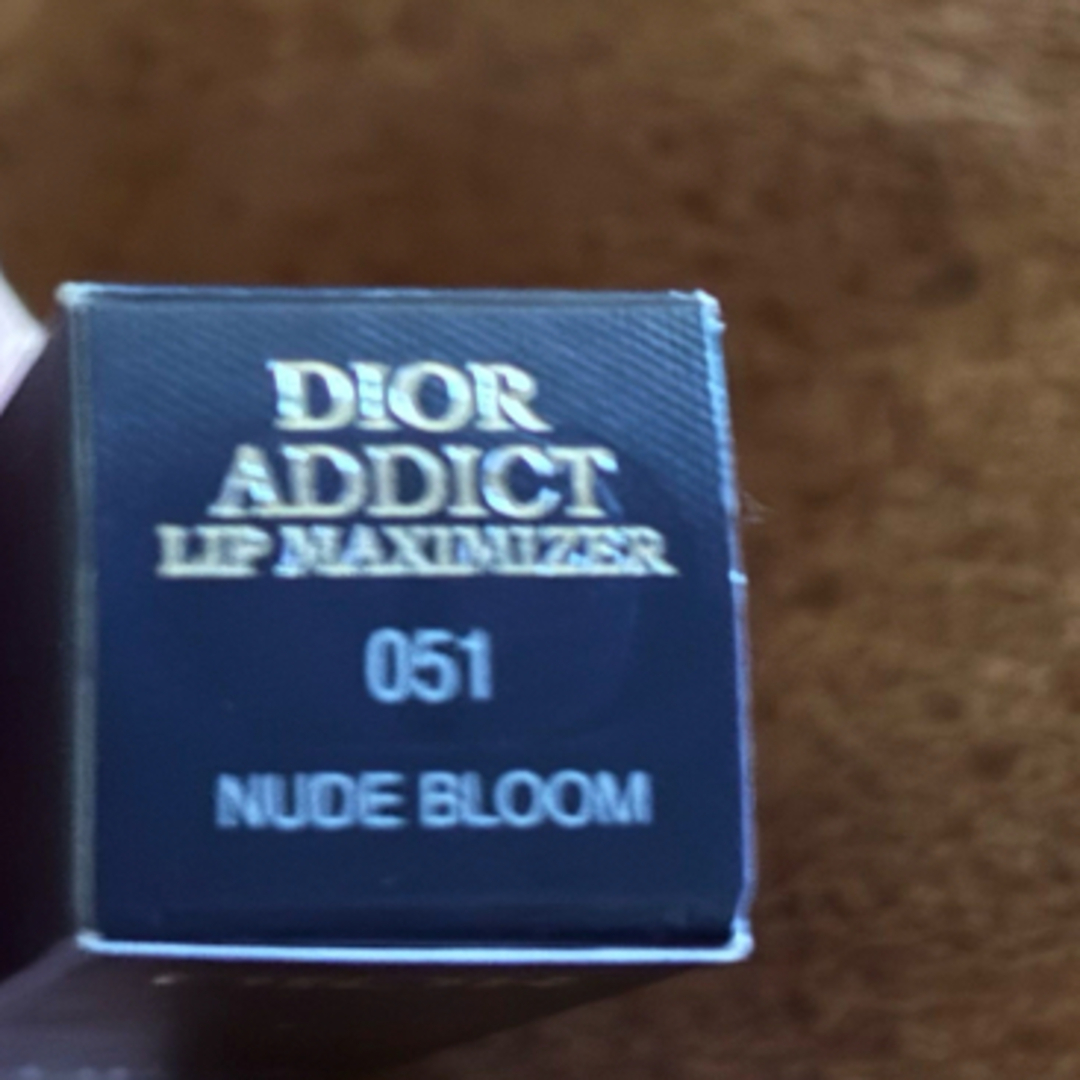 DIOR
ADDICT
LIP MAXIMIZER
051
NUDE BLOOM